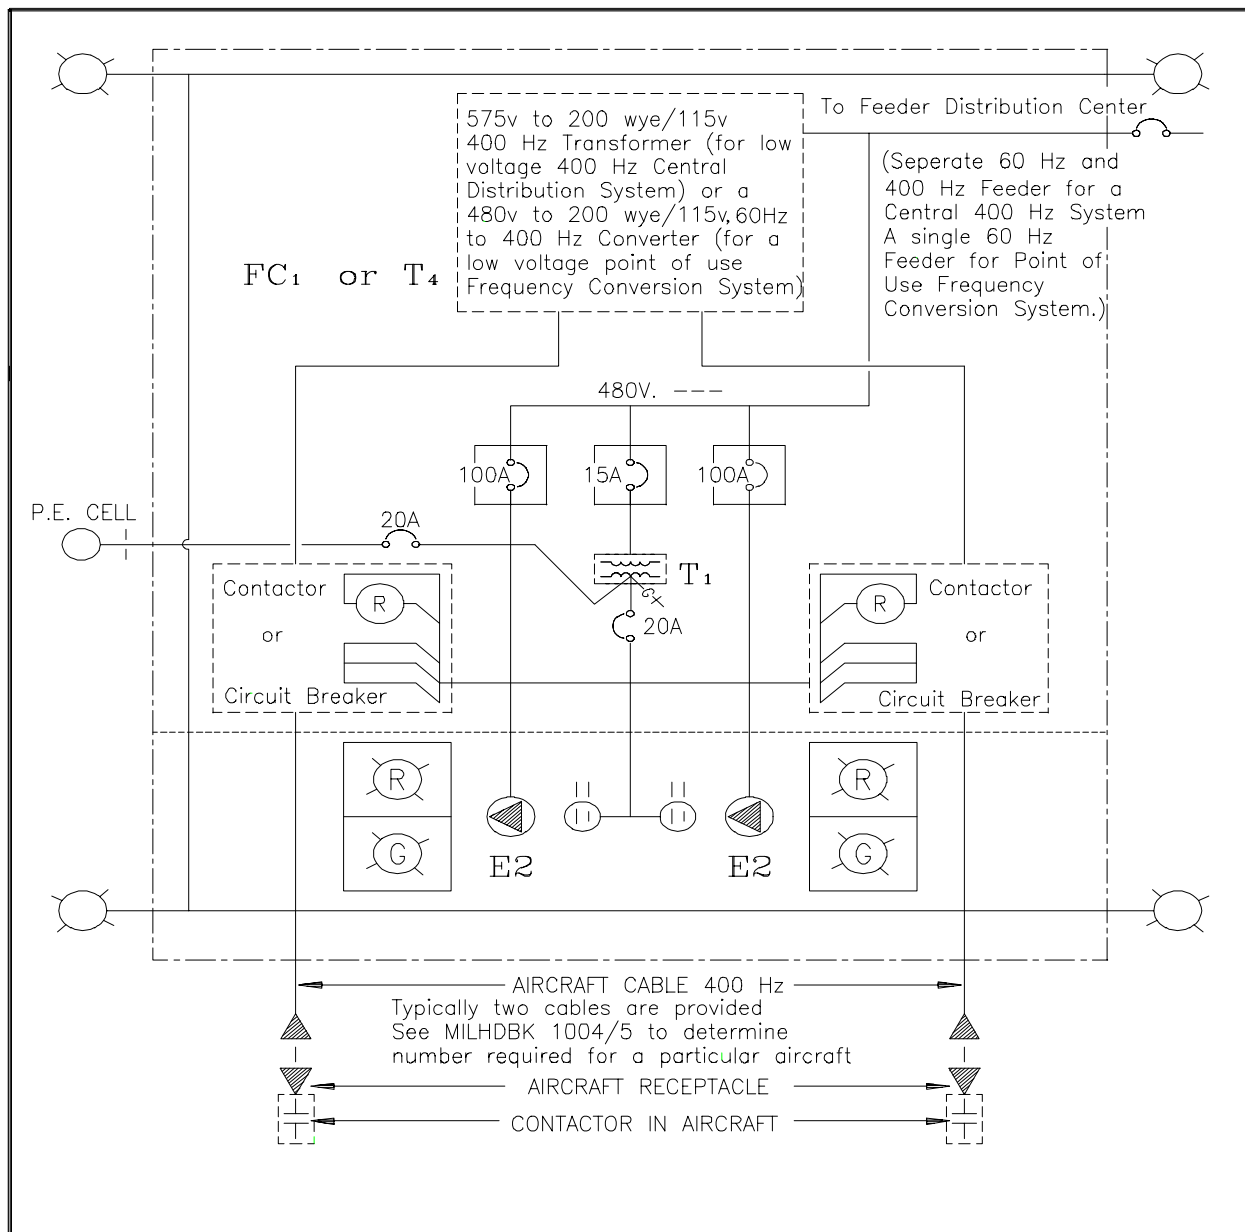 To Feeder Distribution Center
575v to 200 wye/115v
400 Hz Transformer (for low
voltage 400 Hz Central
Distribution System) or a
480v to 200 wye/115v, 60Hz
to 400 Hz Converter (for a
low voltage point of use
Frequency Conversion System)
(Seperate 60 Hz and
400 Hz Feeder for a
Central 400 Hz System
A single 60 Hz
Feeder for Point of
Use Frequency
Conversion System.)
FC1 or T4
480V. ---
100A
15A
100A
P.E. CELL
20A
T1
20A
Contactor
or
Circuit Breaker
R
R
Contactor
or
Circuit Breaker
R
G
E2
E2
R
G
AIRCRAFT CABLE 400 Hz
Typically two cables are provided
See MILHDBK 1004/5 to determine
number required for a particular aircraft
AIRCRAFT RECEPTACLE
CONTACTOR IN AIRCRAFT